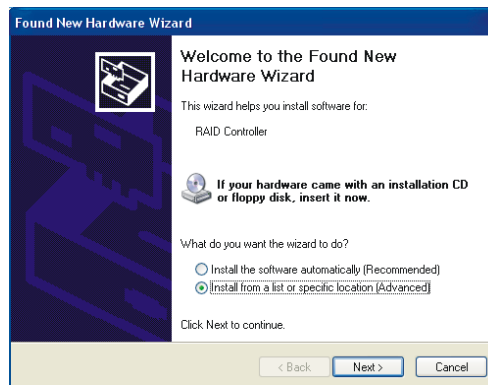 Found New Hardware Wizard
Welcome to the Found New
Hardware Wizard
This wizard helps you install software for:
RAID Controller
If your hardware came with an installation CD
or floppy disk, insert it now.
What do you want the wizard to do?
Install the software automatically (Recommended)
Install from a list or specific location (Advanced)
Click Next to continue.
< Back Next > Cancel